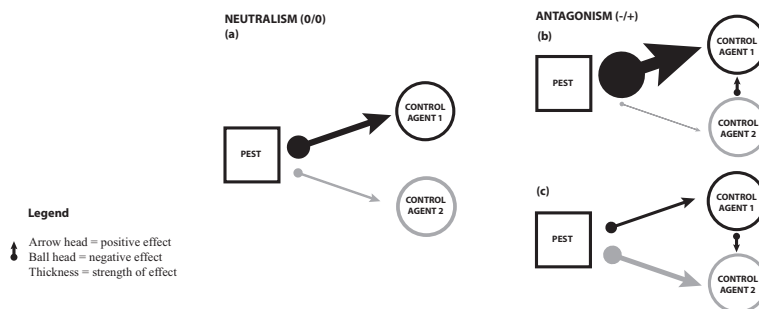 NEUTRALISM (0/0)
(a)
PEST
CONTROL
AGENT 1
CONTROL
AGENT 2
ANTAGONISM (-/+)
(b)
PEST
CONTROL
AGENT 1
CONTROL
AGENT 2
(c)
PEST
CONTROL
AGENT 1
CONTROL
AGENT 2
Legend
Arrow head = positive effect
Ball head = negative effect
Thickness = strength of effect